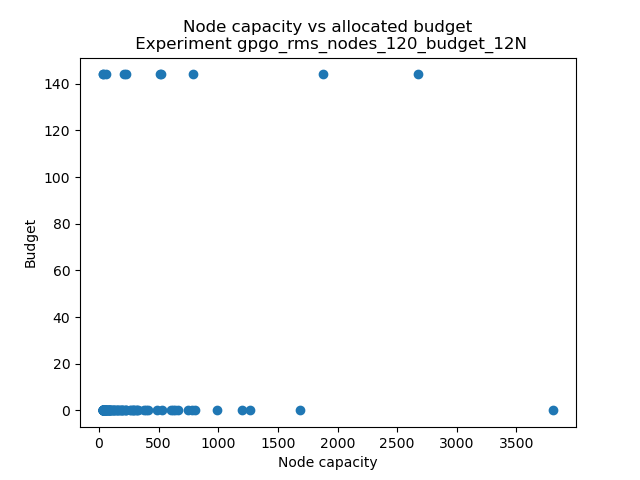 Node capacity vs allocated budget
Experiment gpgo_rms_nodes_120_budget_12N
140
120
100
80
60
40
20
0
Budget
0 500 1000 1500 2000 2500 3000 3500
Node capacity